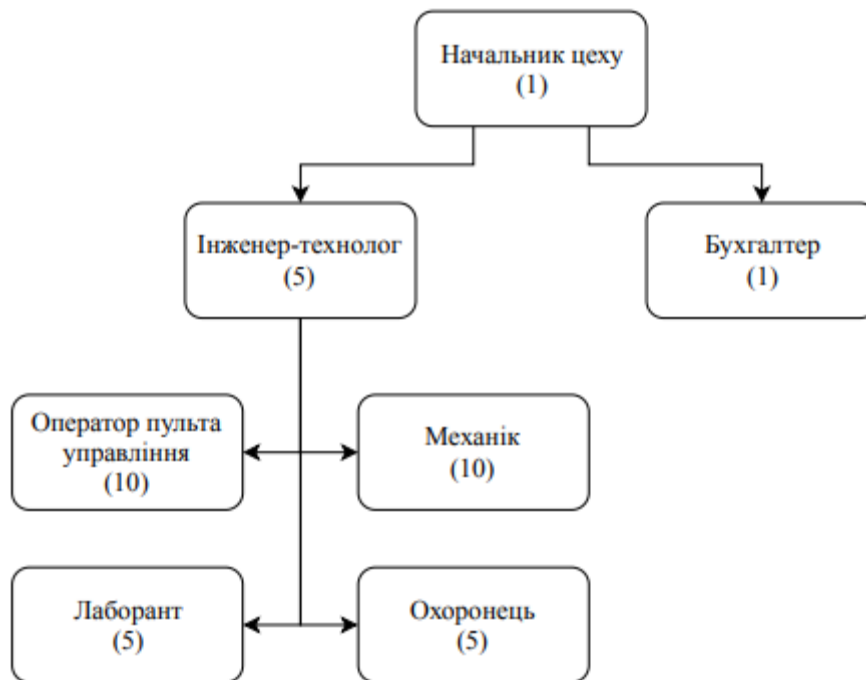 Начальник цеху
(1)
Інженер-технолог
(5)
Бухгалтер
(1)
Оператор пульта
управління
(10)
Механік
(10)
Лаборант
(5)
Охоронець
(5)